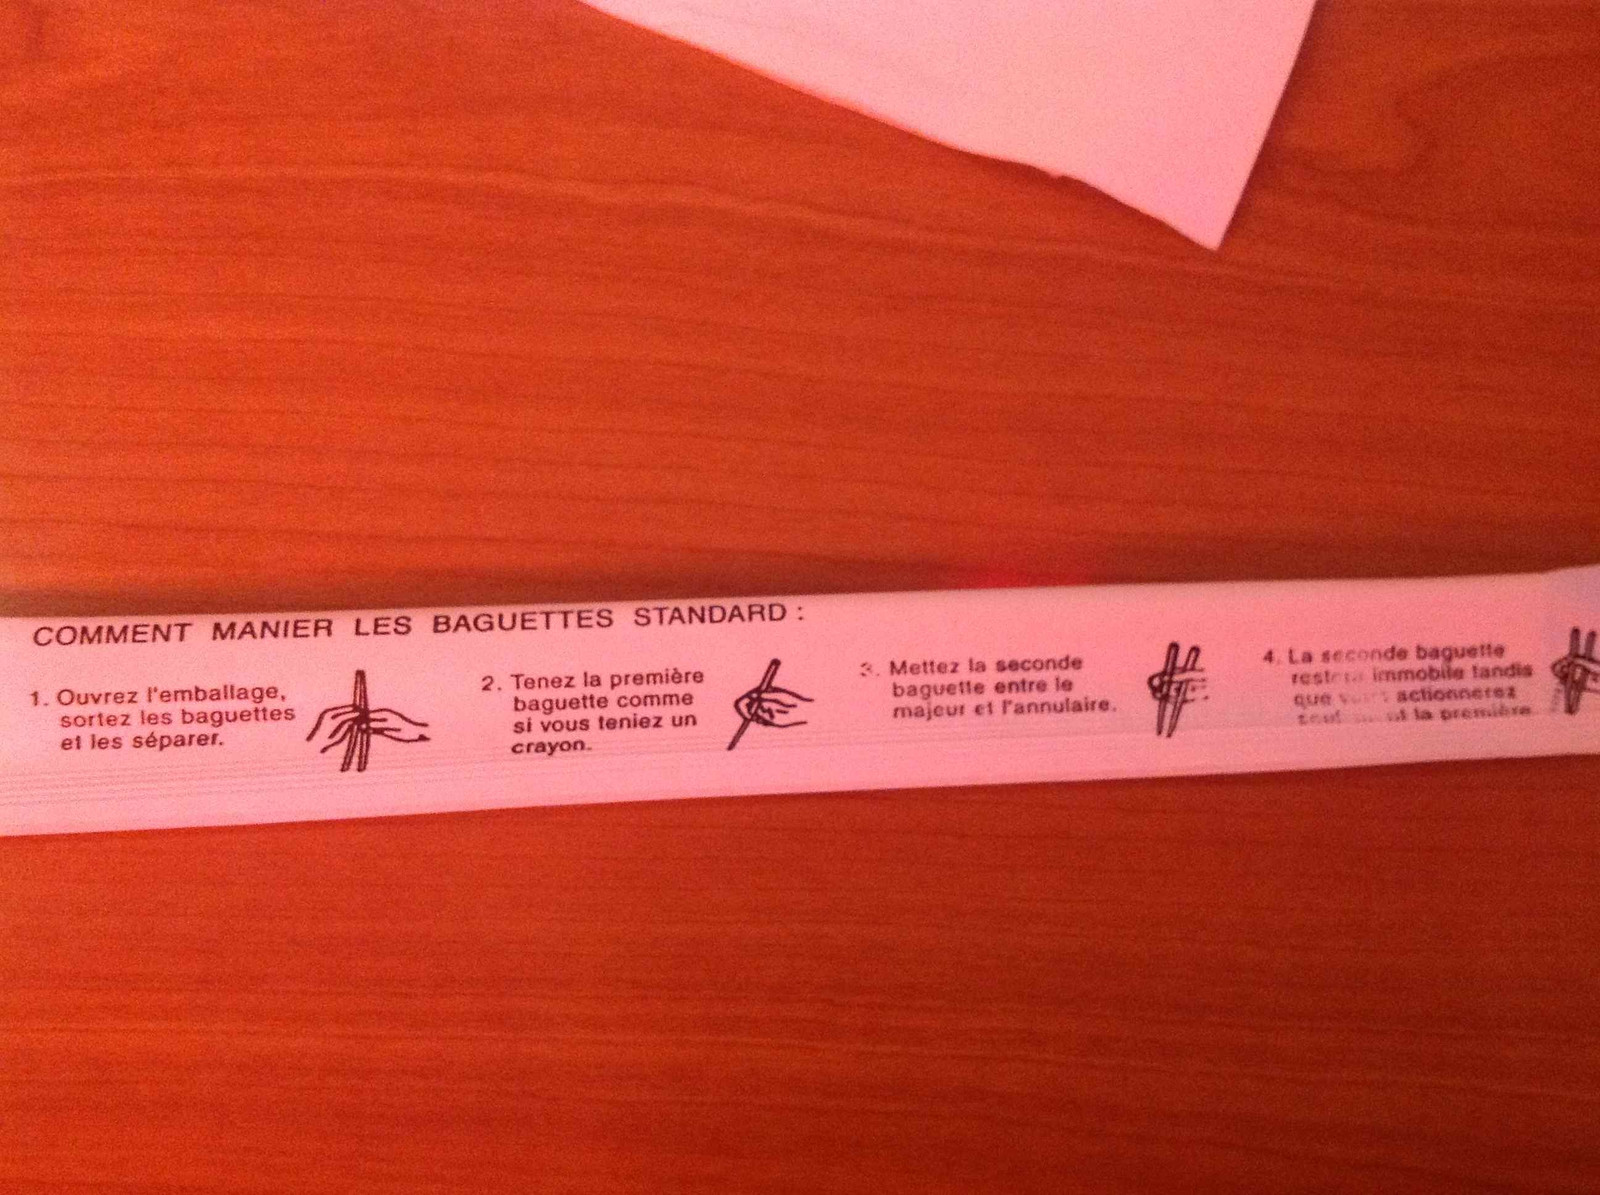 COMMENT MANIER LES BAGUETTES STANDARD :
1. Ouvrez l'emballage,
sortez les baguettes
et les séparer.
2. Tenez la première
baguette comme
si vous teniez un
crayon.
3. Mettez la seconde
baguette entre le
majeur et l'annulaire.
4. La seconde baguette
restera immobile tandis
que actionnerez
la première